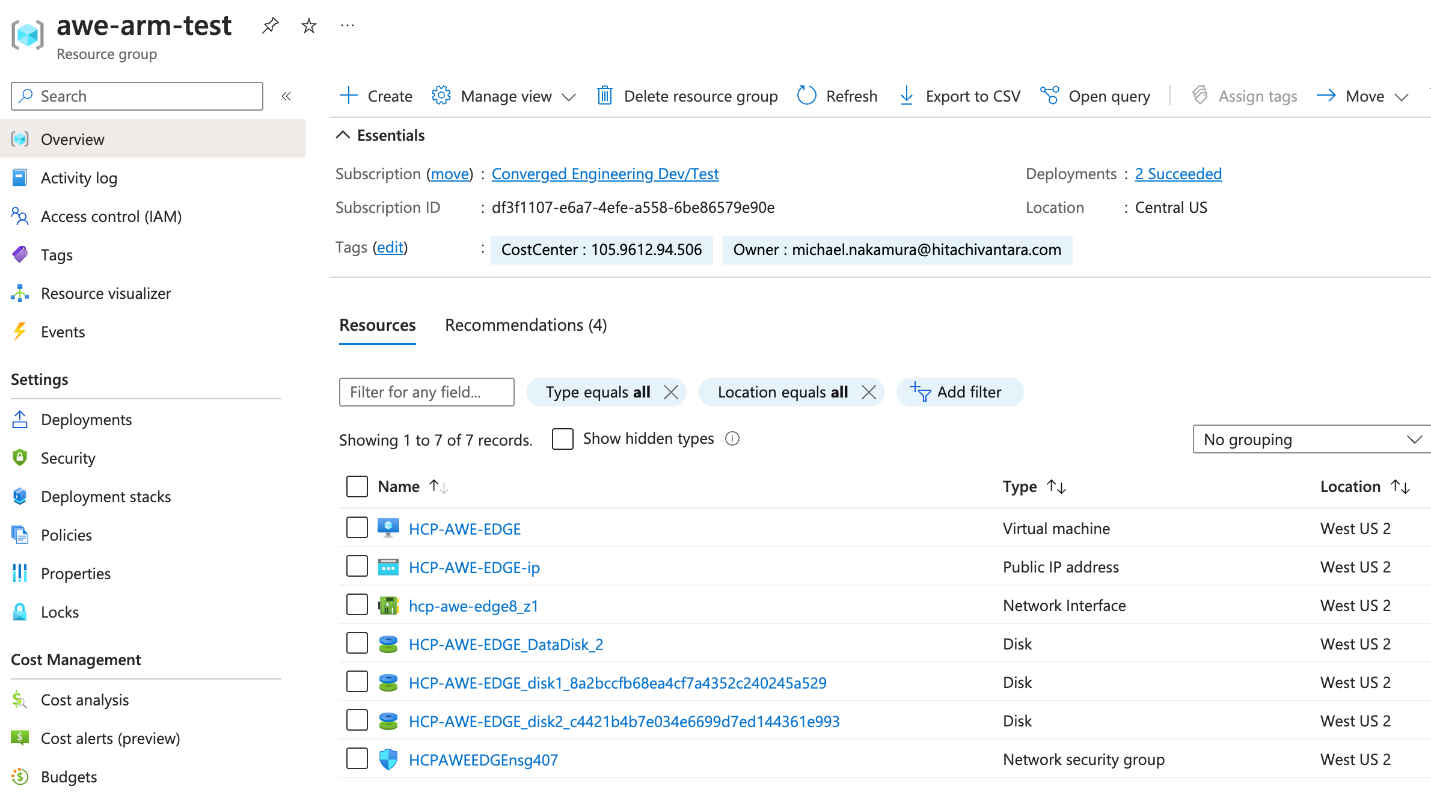 awe-arm-test
Resource group
Search
Overview
Activity log
Access control (IAM)
Tags
Resource visualizer
Events
Settings
Deployments
Security
Deployment stacks
Policies
Properties
Locks
Cost Management
Cost analysis
Cost alerts (preview)
Budgets
Create Manage view Delete resource group Refresh Export to CSV Open query Assign tags Move
Essentials
Subscription (move) : Converged Engineering Dev/Test Deployments : 2 Succeeded
Subscription ID : df3f1107-e6a7-4efe-a558-6be86579e90e Location : Central US
Tags (edit) : CostCenter : 105.9612.94.506 Owner : michael.nakamura@hitachivantara.com
Resources Recommendations (4)
Filter for any field... Type equals all Location equals all Add filter
Showing 1 to 7 of 7 records. Show hidden types No grouping
Name Type Location
HCP-AWE-EDGE Virtual machine West US 2
HCP-AWE-EDGE-ip Public IP address West US 2
hcp-awe-edge8_z1 Network Interface West US 2
HCP-AWE-EDGE_DataDisk_2 Disk West US 2
HCP-AWE-EDGE_disk1_8a2bccfb68ea4cf7a4352c240245a529 Disk West US 2
HCP-AWE-EDGE_disk2_c4421b4b7e034e6699d7ed144361e993 Disk West US 2
HCPAWEEDGEnsg407 Network security group West US 2